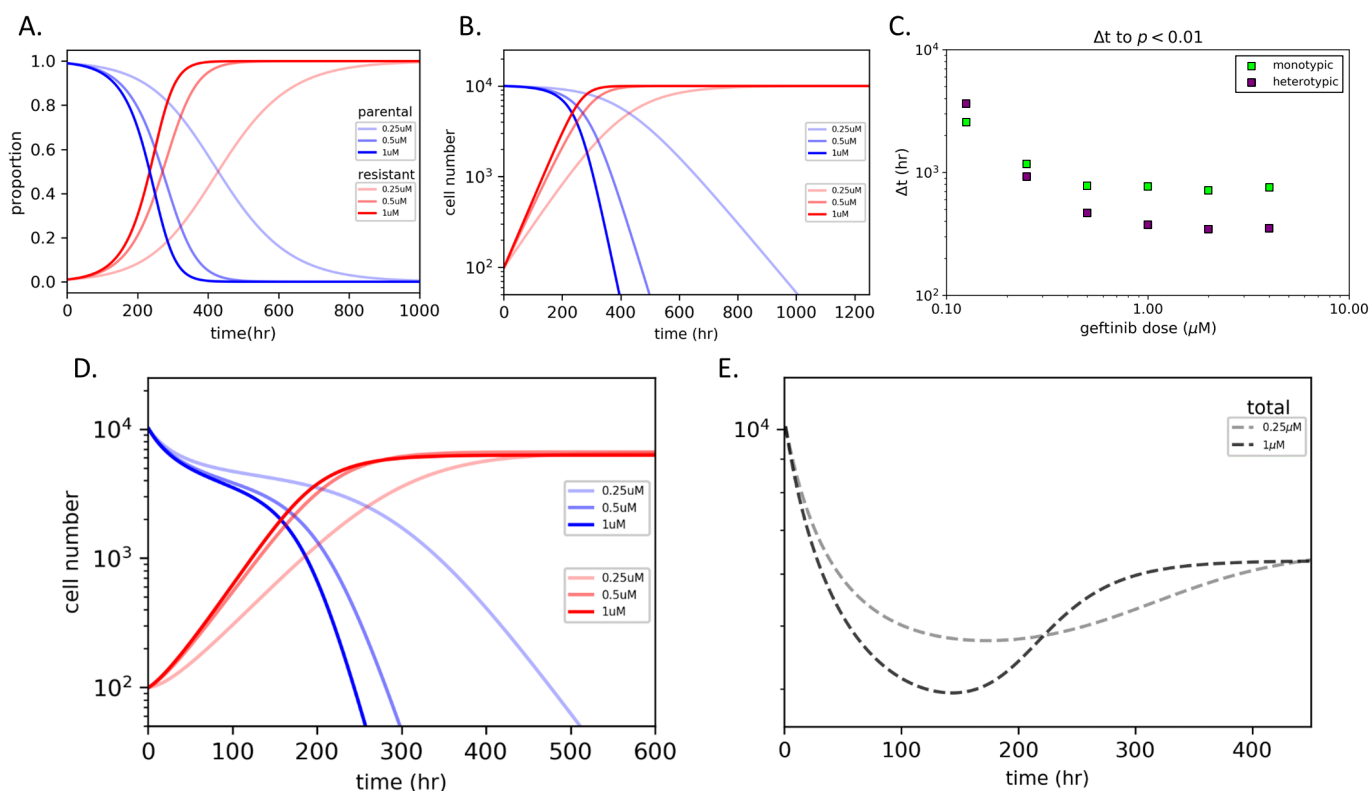 A.
proportion
1.0
0.8
0.6
0.4
0.2
0.0
parental
0.25uM
0.5uM
1uM
resistant
0.25uM
0.5uM
1uM
0 200 400 600 800 1000
time(hr)
B.
cell number
10^4
10^3
10^2
0.25uM
0.5uM
1uM
0.25uM
0.5uM
1uM
0 200 400 600 800 1000 1200
time (hr)
C.
Δt to p < 0.01
Δt (hr)
10^4
10^3
10^2
monotypic
heterotypic
0.10 1.00 10.00
geftinib dose (μM)
D.
cell number
10^4
10^3
10^2
0.25uM
0.5uM
1uM
0.25uM
0.5uM
1uM
0 100 200 300 400 500 600
time (hr)
E.
10^4
total
0.25μM
1μM
0 100 200 300 400
time (hr)